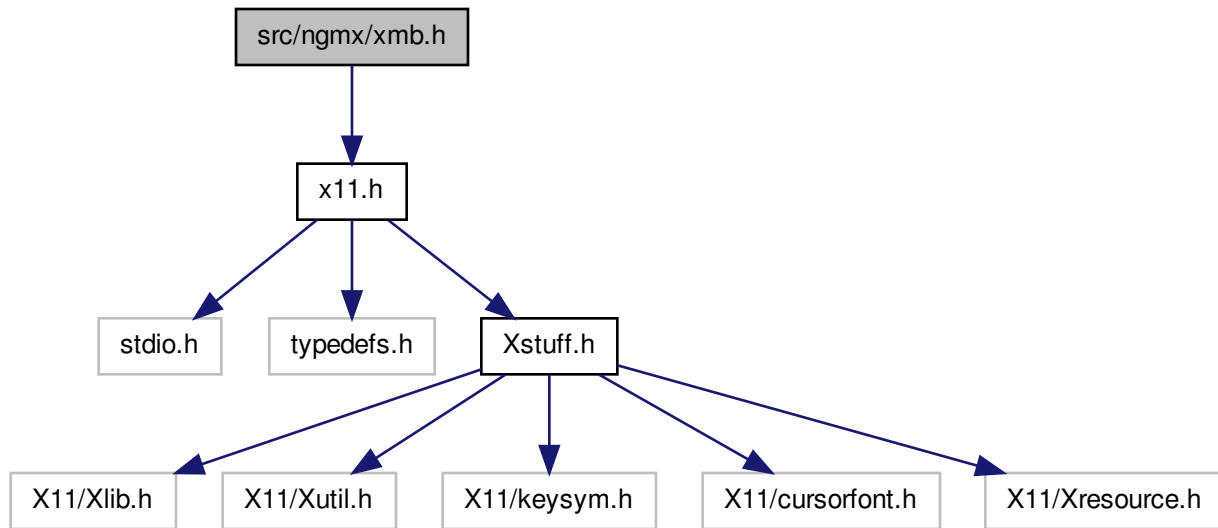 src/ngmx/xmb.h
x11.h
stdio.h
typedefs.h
Xstuff.h
X11/Xlib.h
X11/Xutil.h
X11/keysym.h
X11/cursorfont.h
X11/Xresource.h